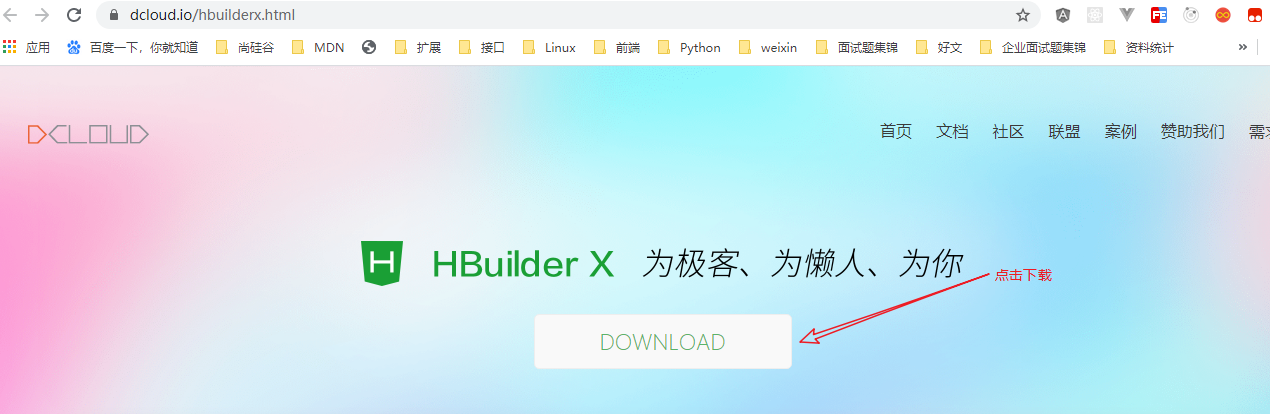 dcloud.io/hbuilderx.html
应用 百度一下，你就知道 尚硅谷 MDN 扩展 接口 Linux 前端 Python weixin 面试题集锦 好文 企业面试题集锦 资料统计 »
DCLOUD 首页 文档 社区 联盟 案例 赞助我们 需求
H HBuilder X 为极客、为懒人、为你
点击下载
DOWNLOAD